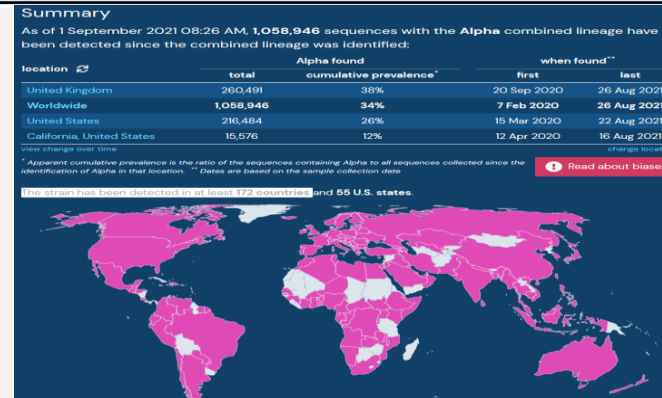 Summary
As of 1 September 2021 08:26 AM, 1,058,946 sequences with the Alpha combined lineage have
been detected since the combined lineage was identified:
location Alpha found when found**
total cumulative prevalence* first last
United Kingdom 260,491 38% 20 Sep 2020 26 Aug 2021
Worldwide 1,058,946 34% 7 Feb 2020 26 Aug 2021
United States 216,484 26% 15 Mar 2020 22 Aug 2021
California, United States 15,576 12% 12 Apr 2020 16 Aug 2021
view change over time change locat
* Apparent cumulative prevalence is the ratio of the sequences containing Alpha to all sequences collected since the
identification of Alpha in that location. ** Dates are based on the sample collection
date
Read about biase
The strain has been detected in at least 172 countries and 55 U.S. states.